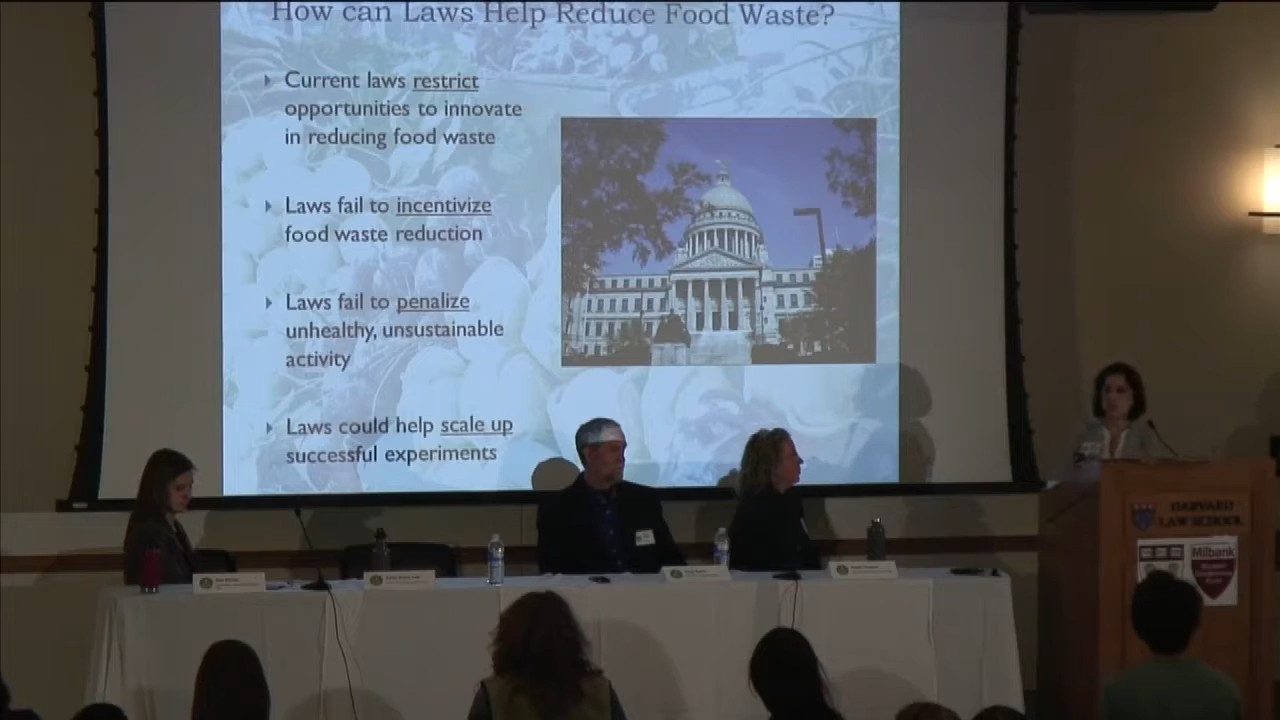 How can Laws Help Reduce Food Waste?
Current laws restrict
opportunities to innovate
in reducing food waste
Laws fail to incentivize
food waste reduction
Laws fail to penalize
unhealthy, unsustainable
activity
Laws could help scale up
successful experiments
HARVARD
LAW SCHOOL
Milbank